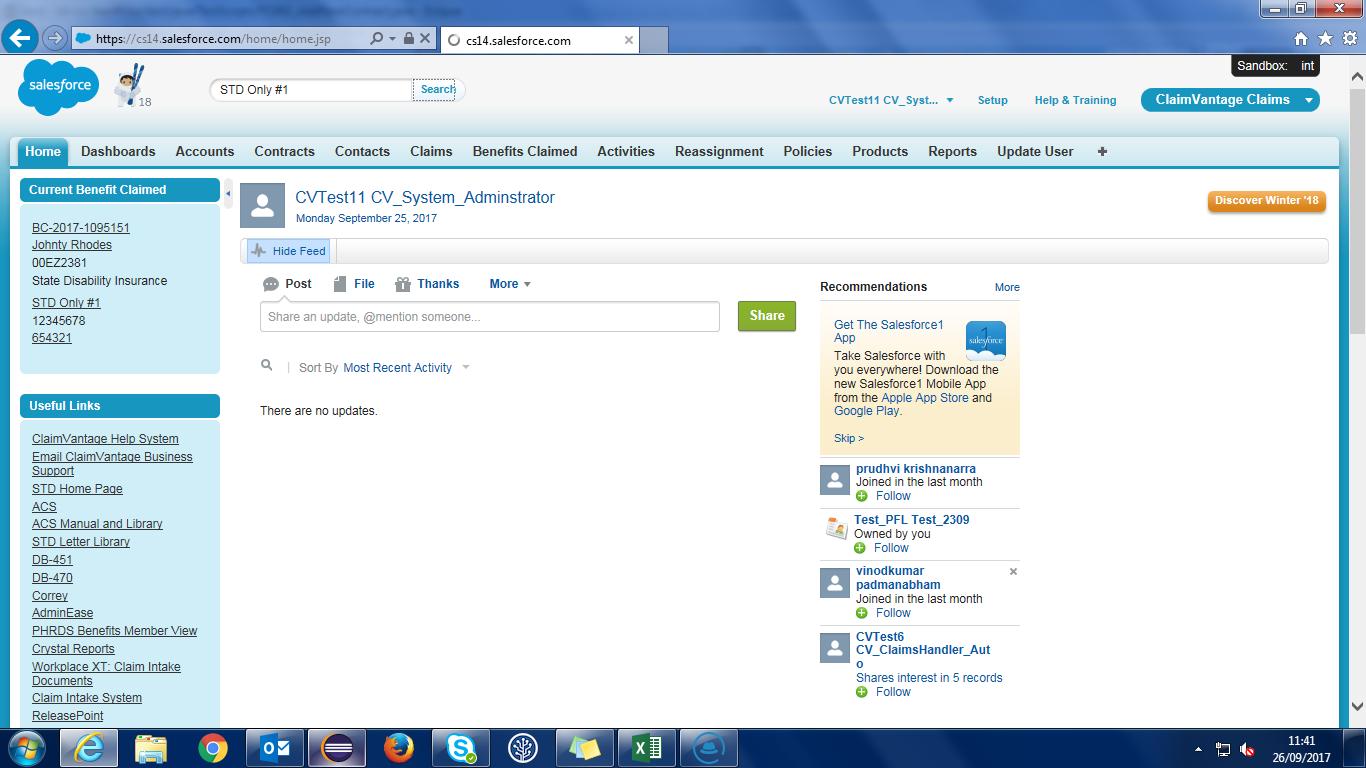 https://cs14.salesforce.com/home/home.jsp
cs14.salesforce.com
salesforce
18
STD Only #1
Search
Sandbox: int
CVTest11 CV_Syst...
Setup
Help & Training
ClaimVantage Claims
Home
Dashboards
Accounts
Contracts
Contacts
Claims
Benefits Claimed
Activities
Reassignment
Policies
Products
Reports
Update User
Current Benefit Claimed
BC-2017-1095151
Johnty Rhodes
00EZ2381
State Disability Insurance
STD Only #1
12345678
654321
Useful Links
ClaimVantage Help System
Email ClaimVantage Business
Support
STD Home Page
ACS
ACS Manual and Library
STD Letter Library
DB-451
DB-470
Correy
AdminEase
PHRDS Benefits Member View
Crystal Reports
Workplace XT: Claim Intake
Documents
Claim Intake System
ReleasePoint
CVTest11 CV_System_Adminstrator
Monday September 25, 2017
Discover Winter '18
Hide Feed
Post
File
Thanks
More
Share an update, @mention someone...
Share
Sort By Most Recent Activity
There are no updates.
Recommendations
More
Get The Salesforce1
App
salesforce
1
Take Salesforce with
you everywhere! Download the
new Salesforce1 Mobile App
from the Apple App Store and
Google Play.
Skip >
prudhvi krishnanarra
Joined in the last month
Follow
Test_PFL Test_2309
Owned by you
Follow
vinodkumar
padmanabham
Joined in the last month
Follow
CVTest6
CV_ClaimsHandler_Aut
o
Shares interest in 5 records
Follow
11:41
26/09/2017